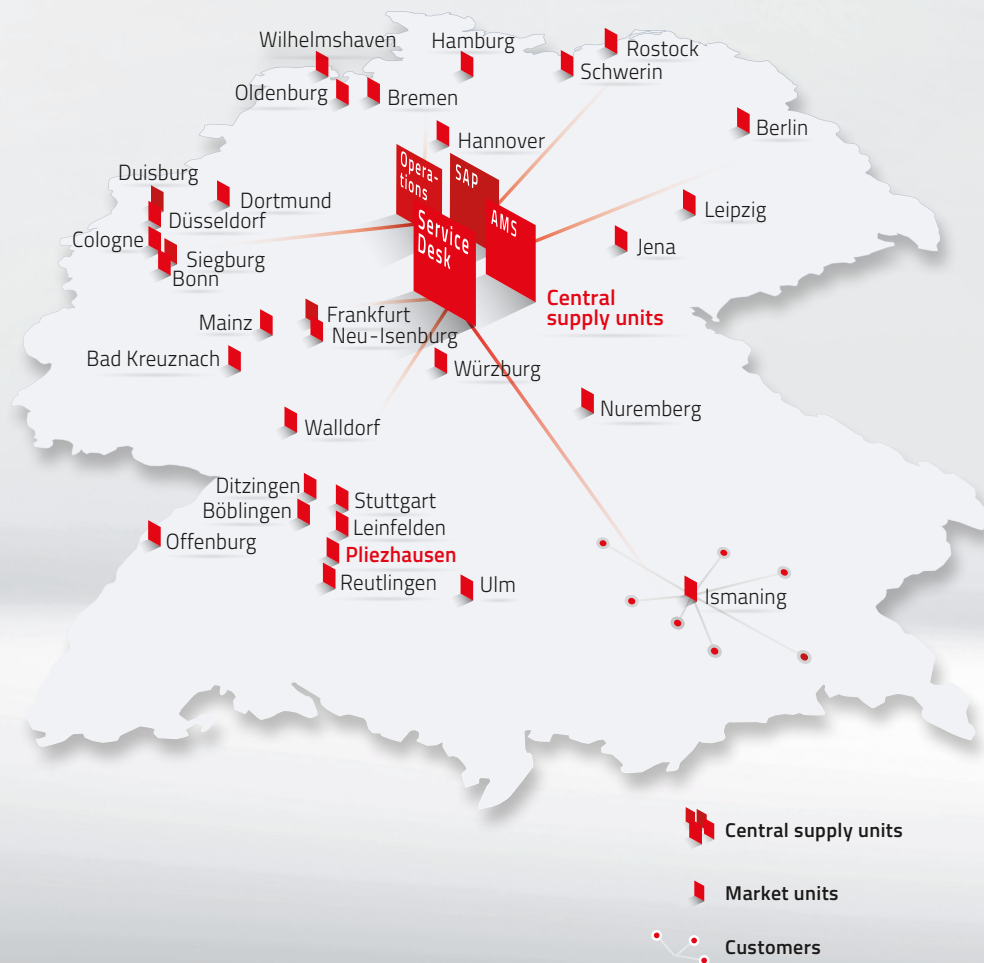 Wilhelmshaven
Hamburg
Rostock
Schwerin
Oldenburg
Bremen
Berlin
Hannover
Duisburg
Dortmund
Düsseldorf
Cologne
Siegburg
Bonn
Opera-
tions
SAP
AMS
Service
Desk
Leipzig
Jena
Central
supply units
Mainz
Frankfurt
Neu-Isenburg
Bad Kreuznach
Würzburg
Nuremberg
Walldorf
Ditzingen
Stuttgart
Böblingen
Leinfelden
Offenburg
Pliezhausen
Reutlingen
Ulm
Ismaning
Central supply units
Market units
Customers